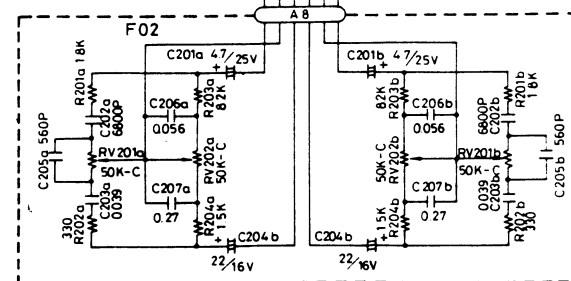 A8
F02
C201a 4.7/25V
C201b 4.7/25V
R201a 1.8K
R203a
8.2K
C202a
6800P
C206a
0.056
560P
C205a
RV201a
50K-C
RV202a
50K-C
C203a
0.039
C207a
0.27
330
R202a
R204a
1.5K
C204b
22/16V
8.2K
R203b
R201b
1.8K
C206b
0.056
6800P
C202b
560P
C205b
50K-C
RV202b
RV201b
50K-C
0.039
C203b
C207b
0.27
1.5K
R204b
R202b
330
C204b
22/16V